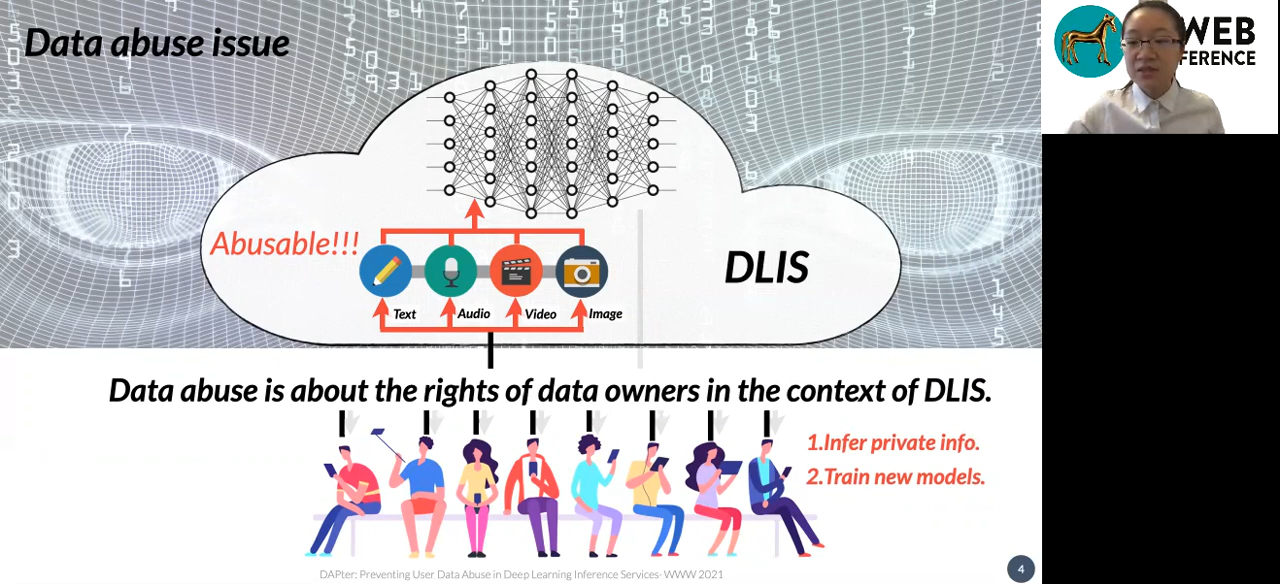 Data abuse issue
WEB
FERENCE
Abusable!!!
DLIS
Text
Audio
Video
Image
Data abuse is about the rights of data owners in the context of DLIS.
1.Infer private info.
2.Train new models.
DAPter: Preventing User Data Abuse in Deep Learning Inference Services- WWW 2021
4